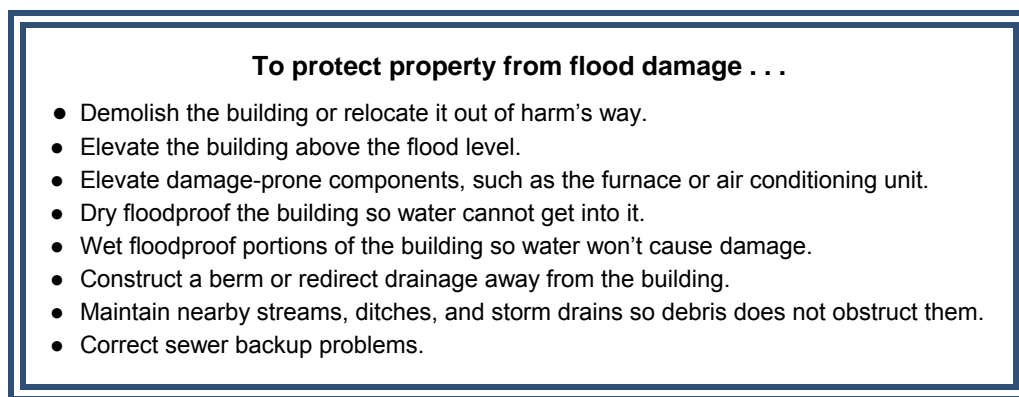 To protect property from flood damage . . .
● Demolish the building or relocate it out of harm’s way.
● Elevate the building above the flood level.
● Elevate damage-prone components, such as the furnace or air conditioning unit.
● Dry floodproof the building so water cannot get into it.
● Wet floodproof portions of the building so water won’t cause damage.
● Construct a berm or redirect drainage away from the building.
● Maintain nearby streams, ditches, and storm drains so debris does not obstruct them.
● Correct sewer backup problems.